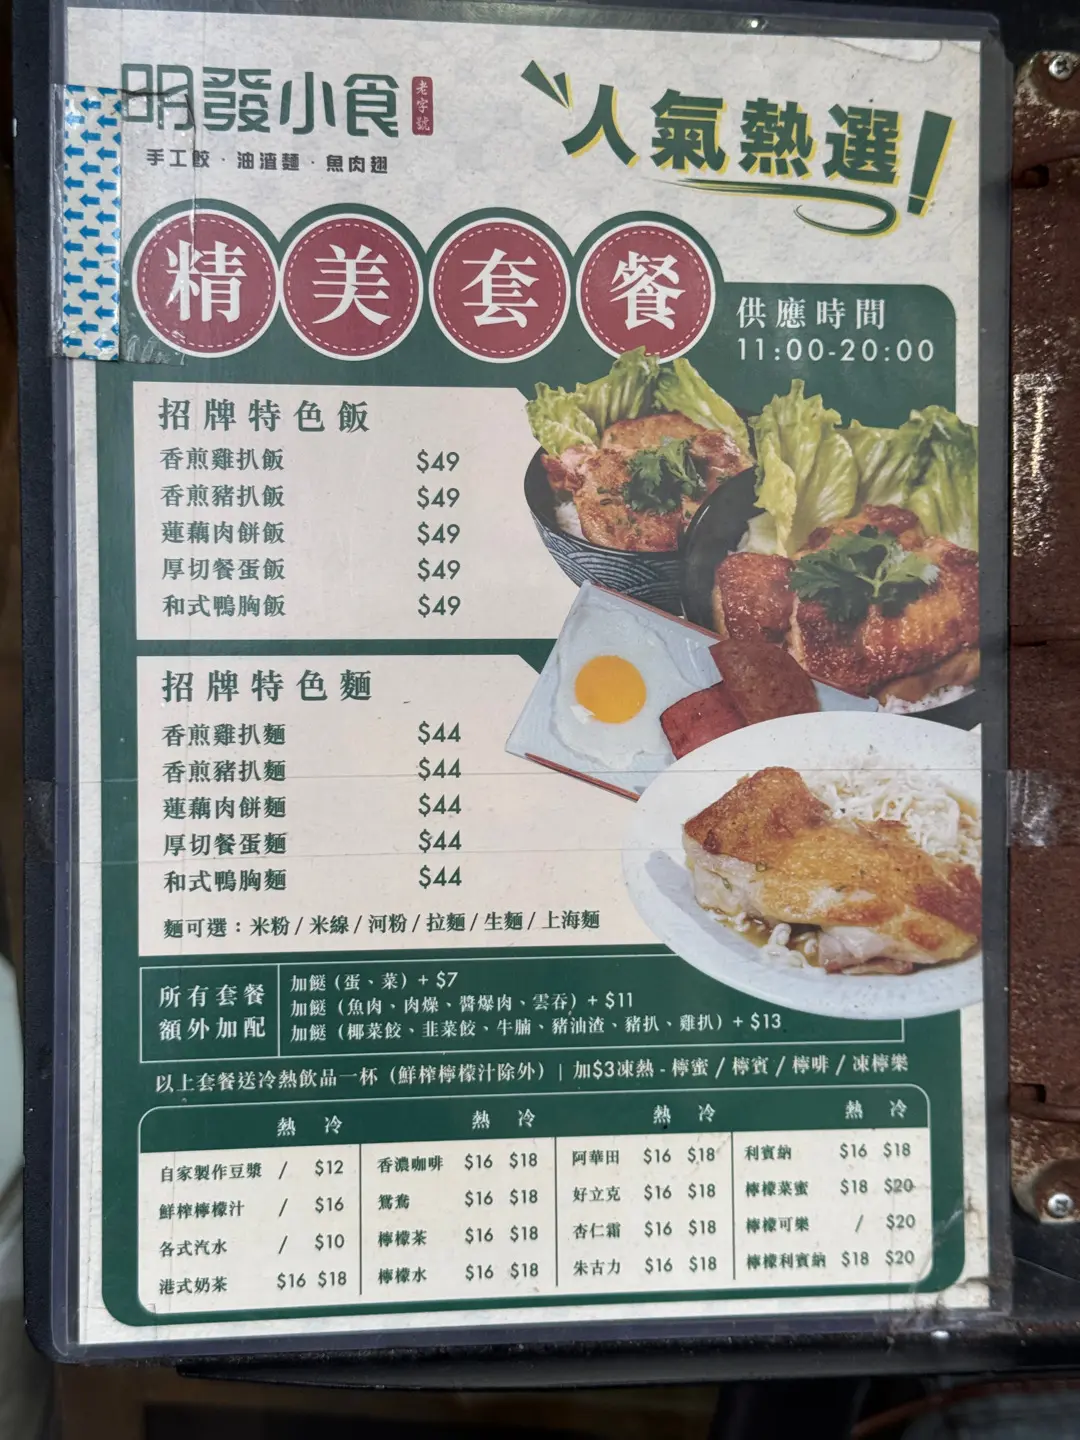 明發小食 老字號
手工餃 · 油渣麵 · 魚肉翅
人氣熱選!
精美套餐
供應時間
11:00-20:00
招牌特色飯
香煎雞扒飯 $49
香煎豬扒飯 $49
蓮藕肉餅飯 $49
厚切餐蛋飯 $49
和式鴨胸飯 $49
招牌特色麵
香煎雞扒麵 $44
香煎豬扒麵 $44
蓮藕肉餅麵 $44
厚切餐蛋麵 $44
和式鴨胸麵 $44
麵可選：米粉 / 米線 / 河粉 / 拉麵 / 生麵 / 上海麵
所有套餐
額外加配
加餸（蛋、菜）+ $7
加餸（魚肉、肉燥、醬爆肉、雲吞）+ $11
加餸（椰菜餃、韭菜餃、牛腩、豬油渣、豬扒、雞扒）+ $13
以上套餐送冷熱飲品一杯（鮮榨檸檬汁除外） | 加$3凍熱 - 檸蜜 / 檸賓 / 檸啡 / 凍檸樂
熱 冷 熱 冷 熱 冷 熱 冷
自家製作豆漿 / $12
鮮榨檸檬汁 / $16
各式汽水 / $10
港式奶茶 $16 $18
香濃咖啡 $16 $18
鴛鴦 $16 $18
檸檬茶 $16 $18
檸檬水 $16 $18
阿華田 $16 $18
好立克 $16 $18
杏仁霜 $16 $18
朱古力 $16 $18
利賓納 $16 $18
檸檬菜蜜 $18 $20
檸檬可樂 / $20
檸檬利賓納 $18 $20